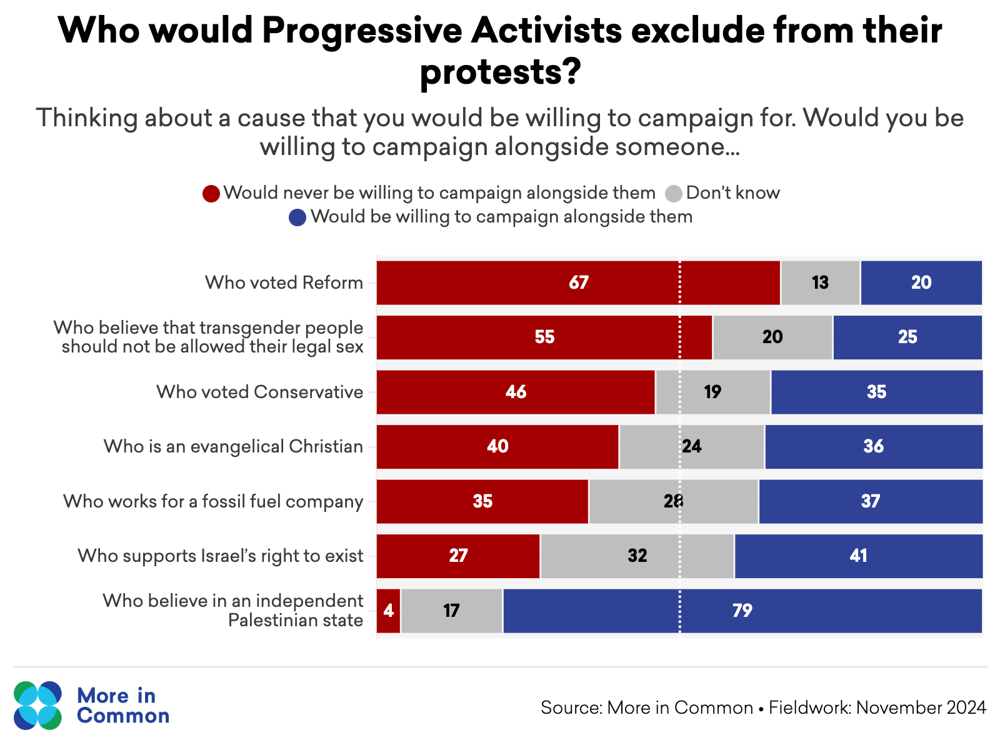 Who would Progressive Activists exclude from their
protests?
Thinking about a cause that you would be willing to campaign for. Would you be
willing to campaign alongside someone...
Would never be willing to campaign alongside them Don't know
Would be willing to campaign alongside them
Who voted Reform 67 13 20
Who believe that transgender people
should not be allowed their legal sex 55 20 25
Who voted Conservative 46 19 35
Who is an evangelical Christian 40 24 36
Who works for a fossil fuel company 35 28 37
Who supports Israel’s right to exist 27 32 41
Who believe in an independent
Palestinian state 4 17 79
More in
Common
Source: More in Common • Fieldwork: November 2024